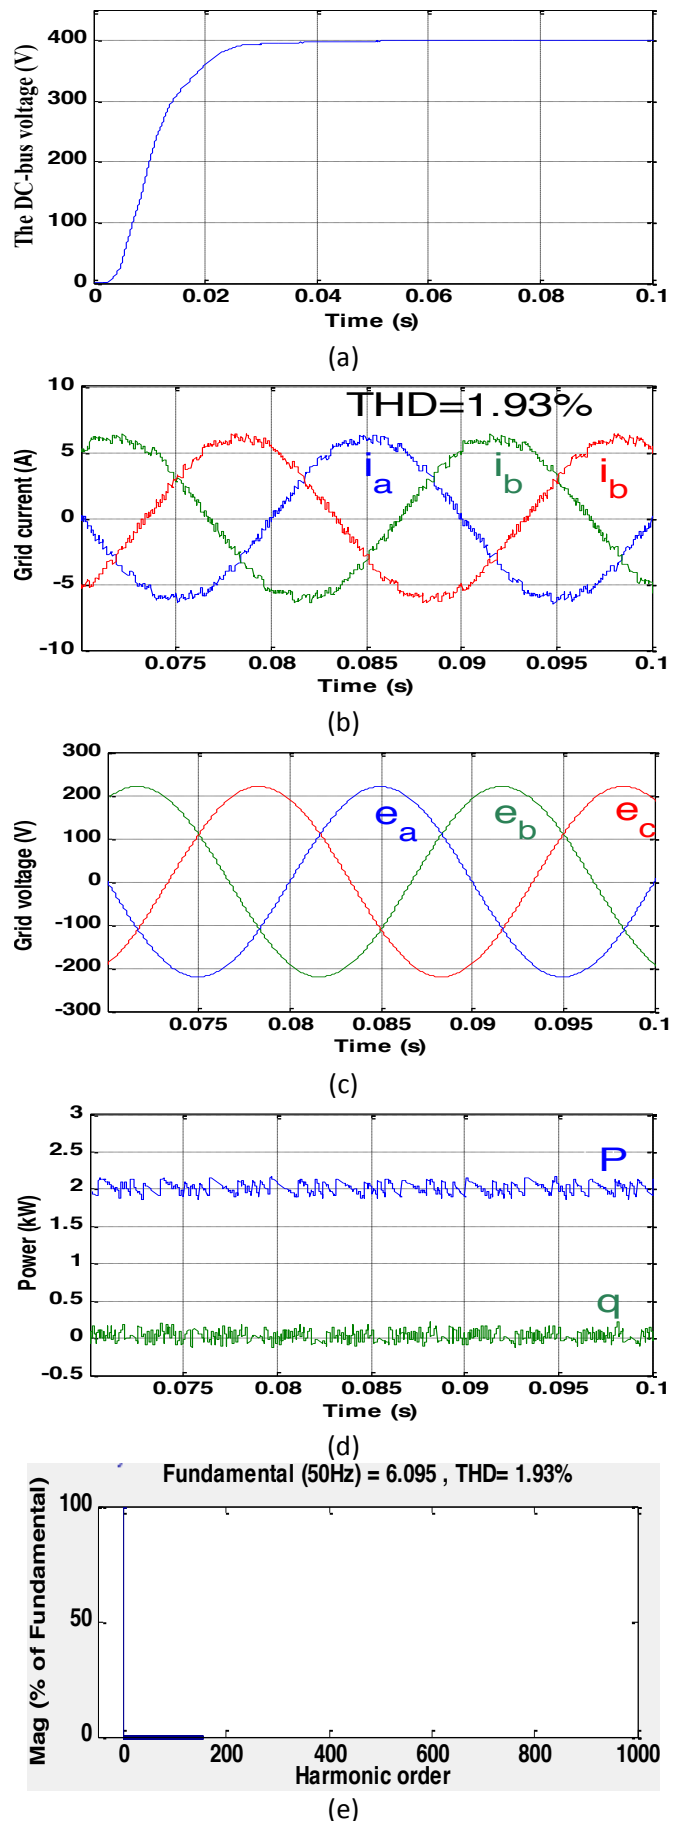 The DC-bus voltage (V)
400
300
200
100
0
0 0.02 0.04 0.06 0.08 0.1
Time (s)
(a)
Grid current (A)
10
5
0
-5
-10
THD=1.93%
i_a i_b i_b
0.075 0.08 0.085 0.09 0.095 0.1
Time (s)
(b)
Grid voltage (V)
300
200
100
0
-100
-200
-300
e_a e_b e_c
0.075 0.08 0.085 0.09 0.095 0.1
Time (s)
(c)
Power (kW)
3
2.5
2
1.5
1
0.5
0
-0.5
P
q
0.075 0.08 0.085 0.09 0.095 0.1
Time (s)
(d)
Fundamental (50Hz) = 6.095 , THD= 1.93%
Mag (% of Fundamental)
100
50
0
0 200 400 600 800 1000
Harmonic order
(e)